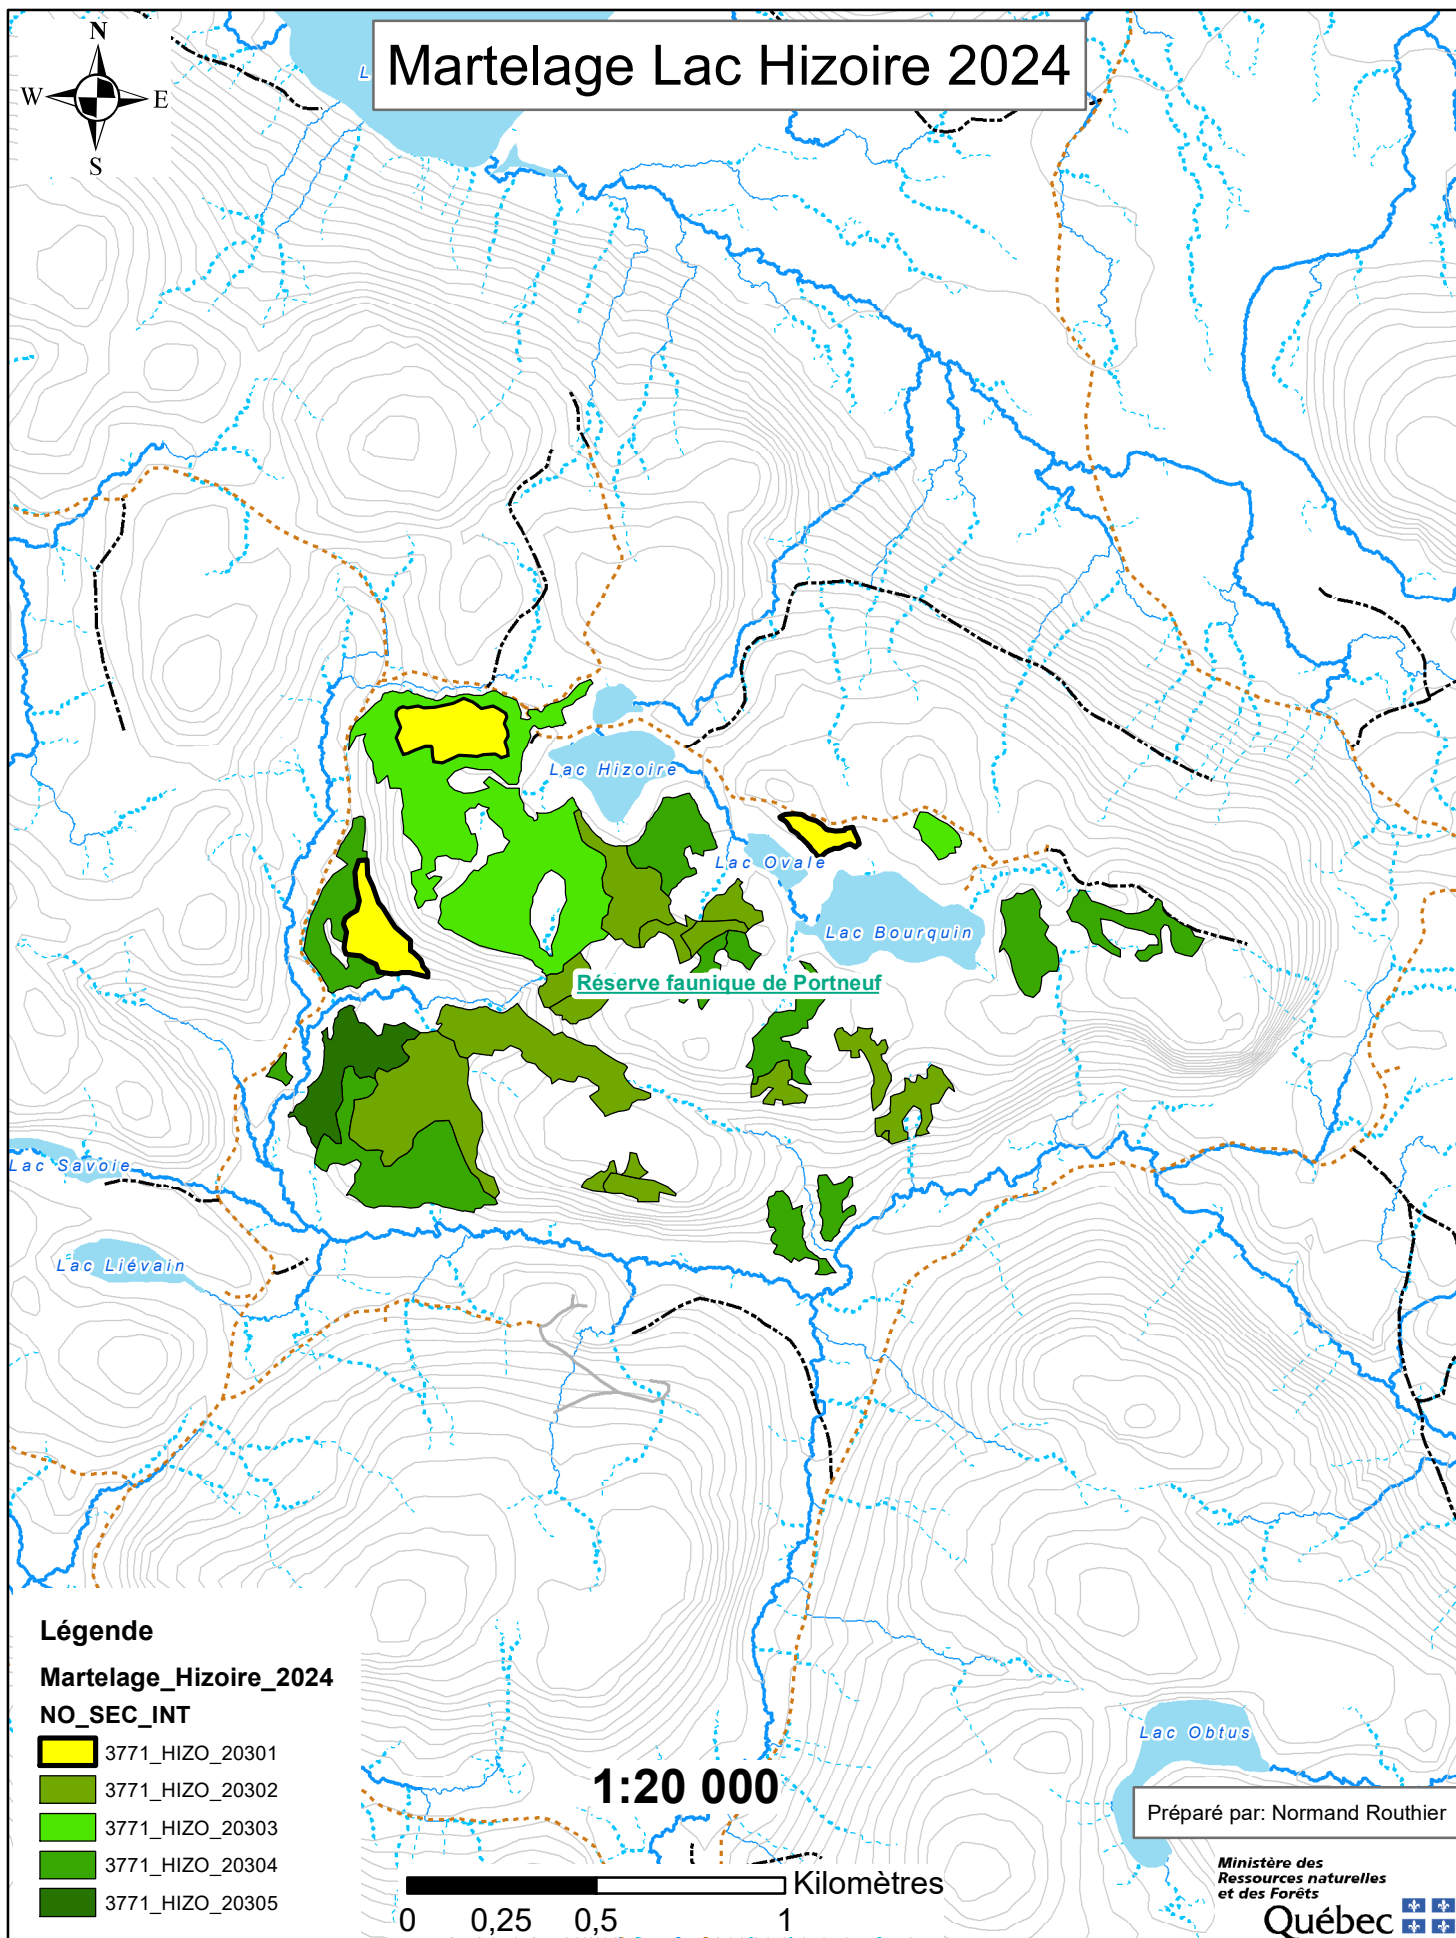 N
W E
S
L
Martelage Lac Hizoire 2024
Lac Hizoire
Lac Ovale
Lac Bourquin
Réserve faunique de Portneuf
Lac Savoie
Lac Liévain
Lac Obtus
Légende
Martelage_Hizoire_2024
NO_SEC_INT
3771_HIZO_20301
3771_HIZO_20302
3771_HIZO_20303
3771_HIZO_20304
3771_HIZO_20305
1:20 000
Kilomètres
0 0,25 0,5 1
Préparé par: Normand Routhier
Ministère des
Ressources naturelles
et des Forêts
Québec